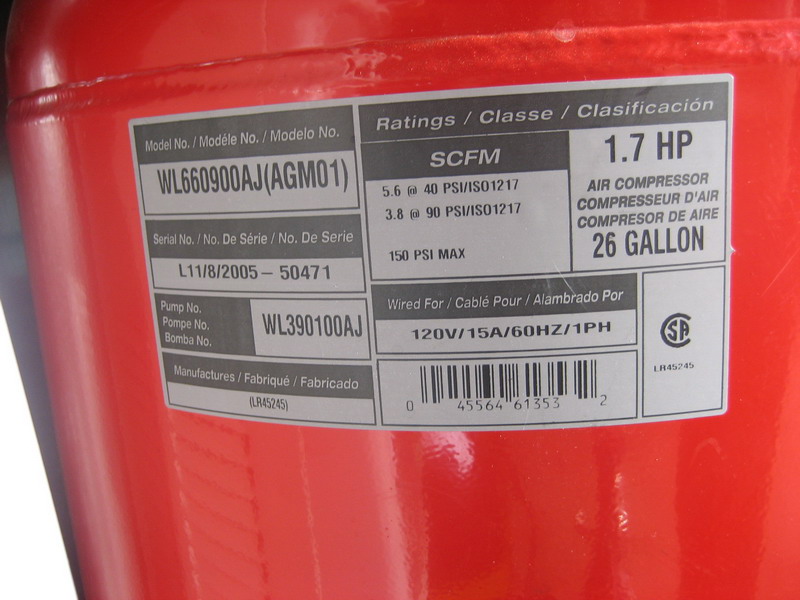 Model No. / Modéle No. / Modelo No.
WL660900AJ(AGM01)
Serial No. / No. De Série / No. De Serie
L11/8/2005 - 50471
Pump No.
Pompe No.
Bomba No.
WL390100AJ
Manufactures / Fabriqué / Fabricado
(LR45245)
Ratings / Classe / Clasificación
SCFM
5.6 @ 40 PSI/ISO1217
3.8 @ 90 PSI/ISO1217
150 PSI MAX
1.7 HP
AIR COMPRESSOR
COMPRESSEUR D'AIR
COMPRESOR DE AIRE
26 GALLON
Wired For / Cablé Pour / Alambrado Por
120V/15A/60HZ/1PH
0 45564 61353 2
SA
LR45245